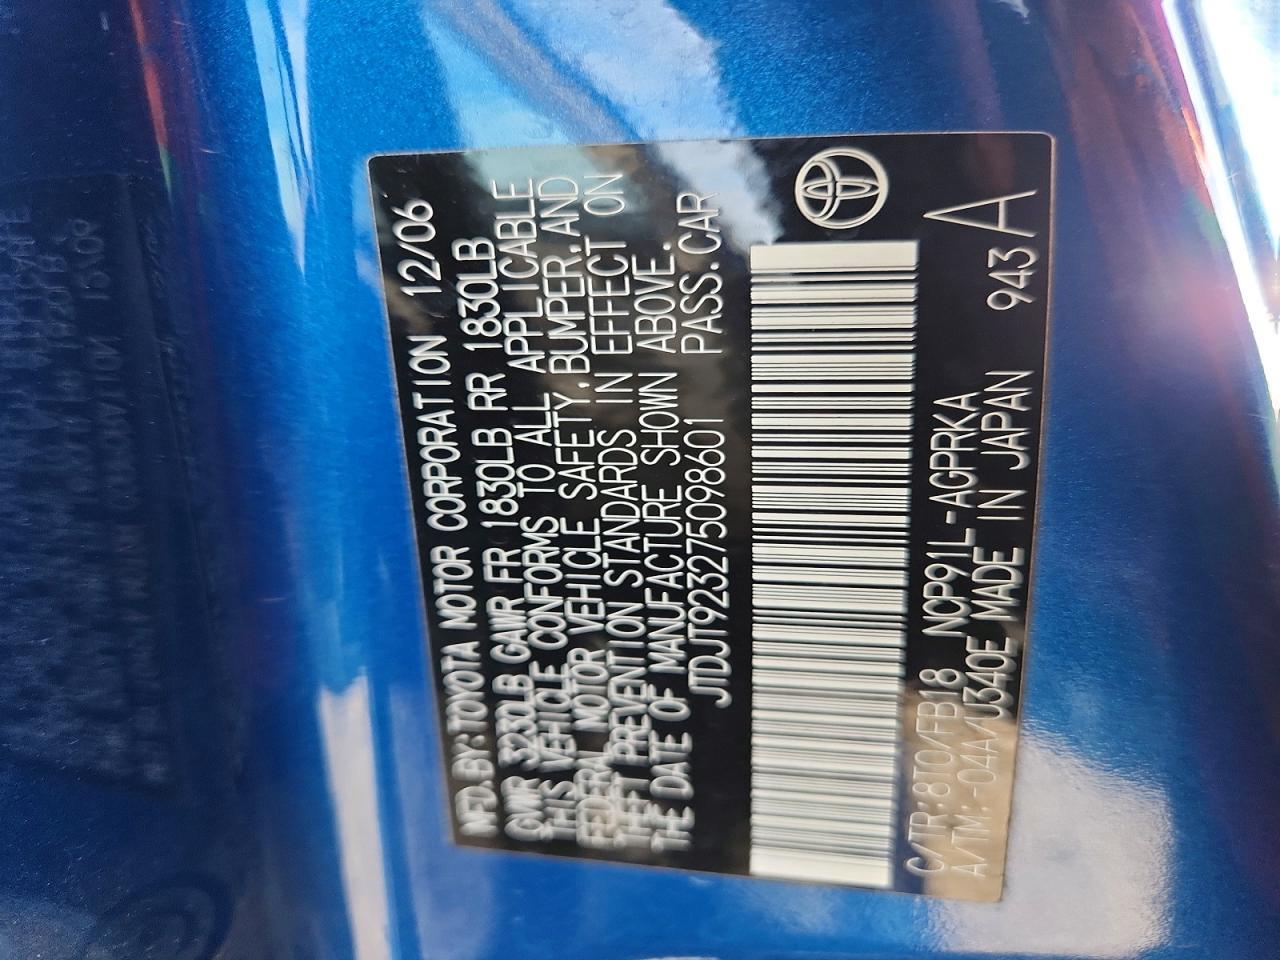 MFD.BY:TOYOTA MOTOR CORPORATION 12/06
GVWR 3230LB GAWR FR 1830LB RR 1830LB
THIS VEHICLE CONFORMS TO ALL APPLICABLE
FEDERAL MOTOR VEHICLE SAFETY,BUMPER,AND
THEFT PREVENTION STANDARDS IN EFFECT ON
THE DATE OF MANUFACTURE SHOWN ABOVE.
JTDJT923275098601 PASS.CAR
C/TR:8T0/FB18 NCP91L-AGPRKA 943
A/TM:-04A/U340E MADE IN JAPAN A